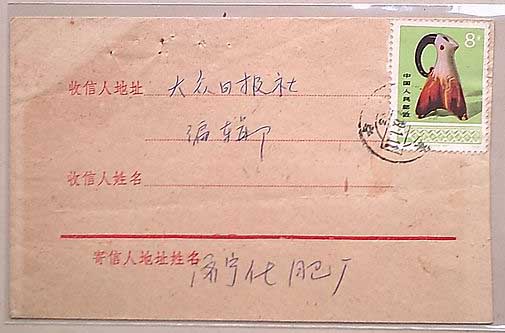 8分
中国人民邮政
收信人地址 大众日报社
编辑部
收信人姓名
寄信人地址姓名 济宁化肥厂